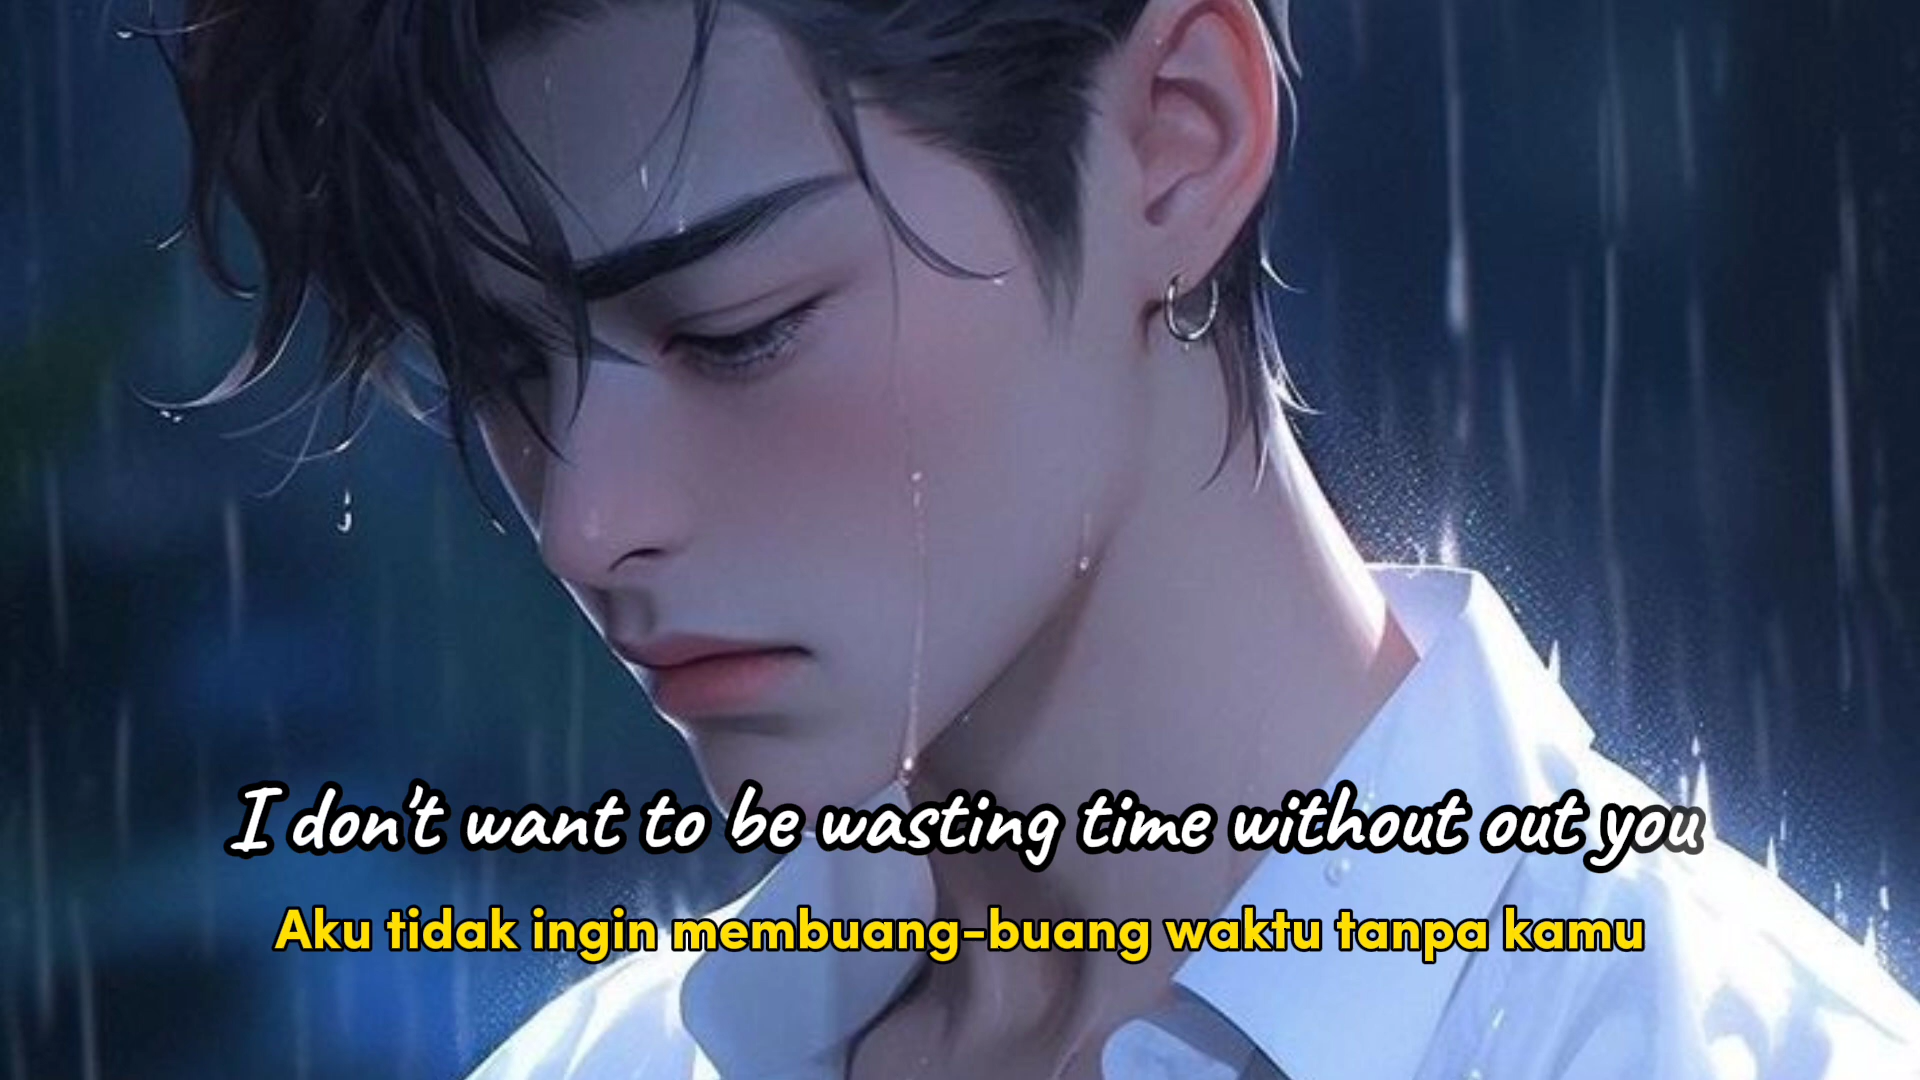 I don't want to be wasting time without out you
Aku tidak ingin membuang-buang waktu tanpa kamu